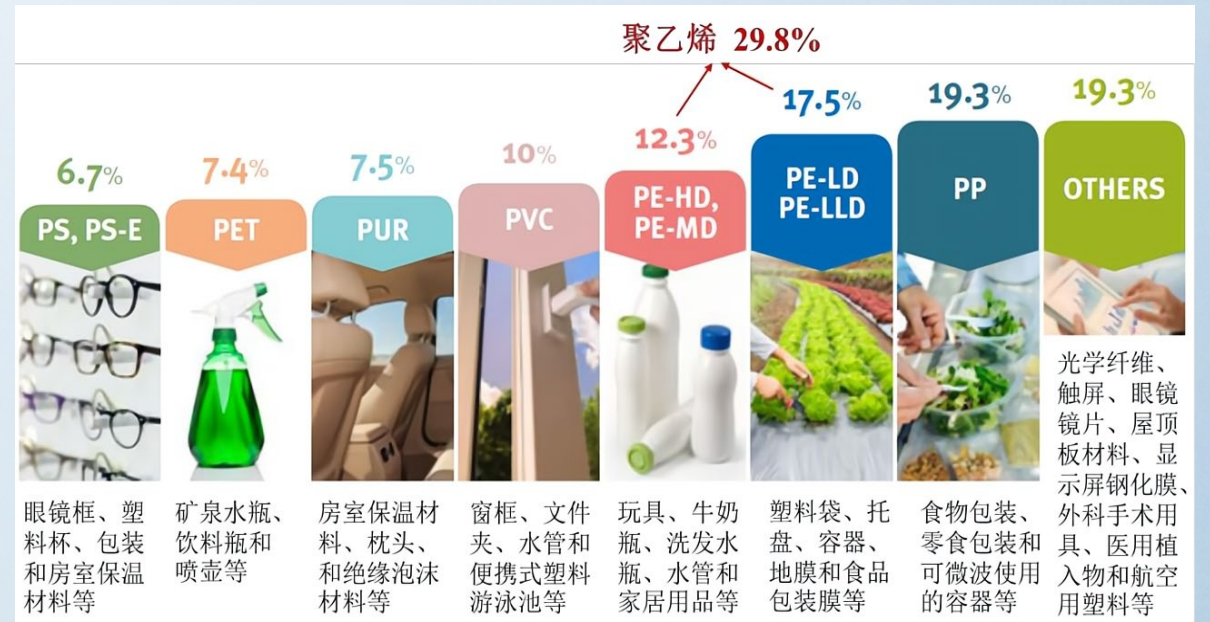 聚乙烯 29.8%
6.7%
PS, PS-E
眼镜框、塑
料杯、包装
和房室保温
材料等
7.4%
PET
矿泉水瓶、
饮料瓶和
喷壶等
7.5%
PUR
房室保温材
料、枕头、
和绝缘泡沫
材料等
10%
PVC
窗框、文件
夹、水管和
便携式塑料
游泳池等
12.3%
PE-HD,
PE-MD
玩具、牛奶
瓶、洗发水
瓶、水管和
家居用品等
17.5%
PE-LD
PE-LLD
塑料袋、托
盘、容器、
地膜和食品
包装膜等
19.3%
PP
食物包装、
零食包装和
可微波使用
的容器等
19.3%
OTHERS
光学纤维、
触屏、眼镜
镜片、屋顶
板材料、显
示屏钢化膜、
外科手术用
具、医用植
入物和航空
用塑料等